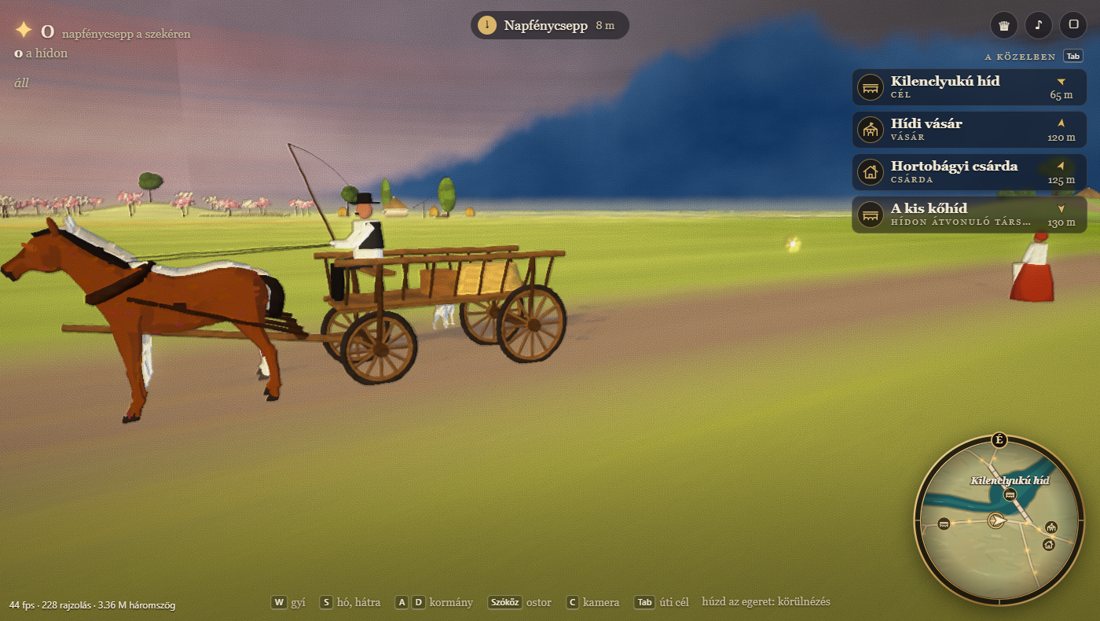 0 napfénycsepp a szekéren
0 a hídon
áll
Napfénycsepp 8 m
A KÖZELBEN Tab
Kilenclyukú híd
CÉL 65 m
Hídi vásár
VÁSÁR 120 m
Hortobágyi csárda
CSÁRDA 125 m
A kis kőhíd
HÍDON ÁTVONULÓ TÁRS... 130 m
É
Kilenclyukú híd
44 fps · 228 rajzolás · 3.36 M háromszög
W gyí S hó, hátra A D kormány Szóköz ostor C kamera Tab úti cél húzd az egeret: körülnézés